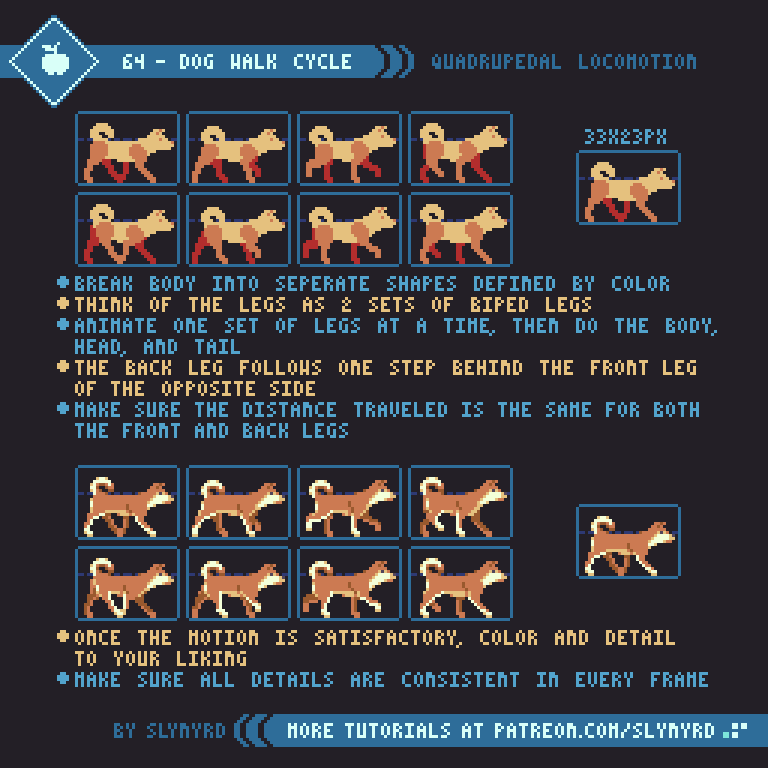 64 - DOG WALK CYCLE
QUADRUPEDAL LOCOMOTION
33X23PX
BREAK BODY INTO SEPERATE SHAPES DEFINED BY COLOR
THINK OF THE LEGS AS 2 SETS OF BIPED LEGS
ANIMATE ONE SET OF LEGS AT A TIME, THEN DO THE BODY,
HEAD, AND TAIL
THE BACK LEG FOLLOWS ONE STEP BEHIND THE FRONT LEG
OF THE OPPOSITE SIDE
MAKE SURE THE DISTANCE TRAVELED IS THE SAME FOR BOTH
THE FRONT AND BACK LEGS
ONCE THE MOTION IS SATISFACTORY, COLOR AND DETAIL
TO YOUR LIKING
MAKE SURE ALL DETAILS ARE CONSISTENT IN EVERY FRAME
BY SLYNYRD
MORE TUTORIALS AT PATREON.COM/SLYNYRD